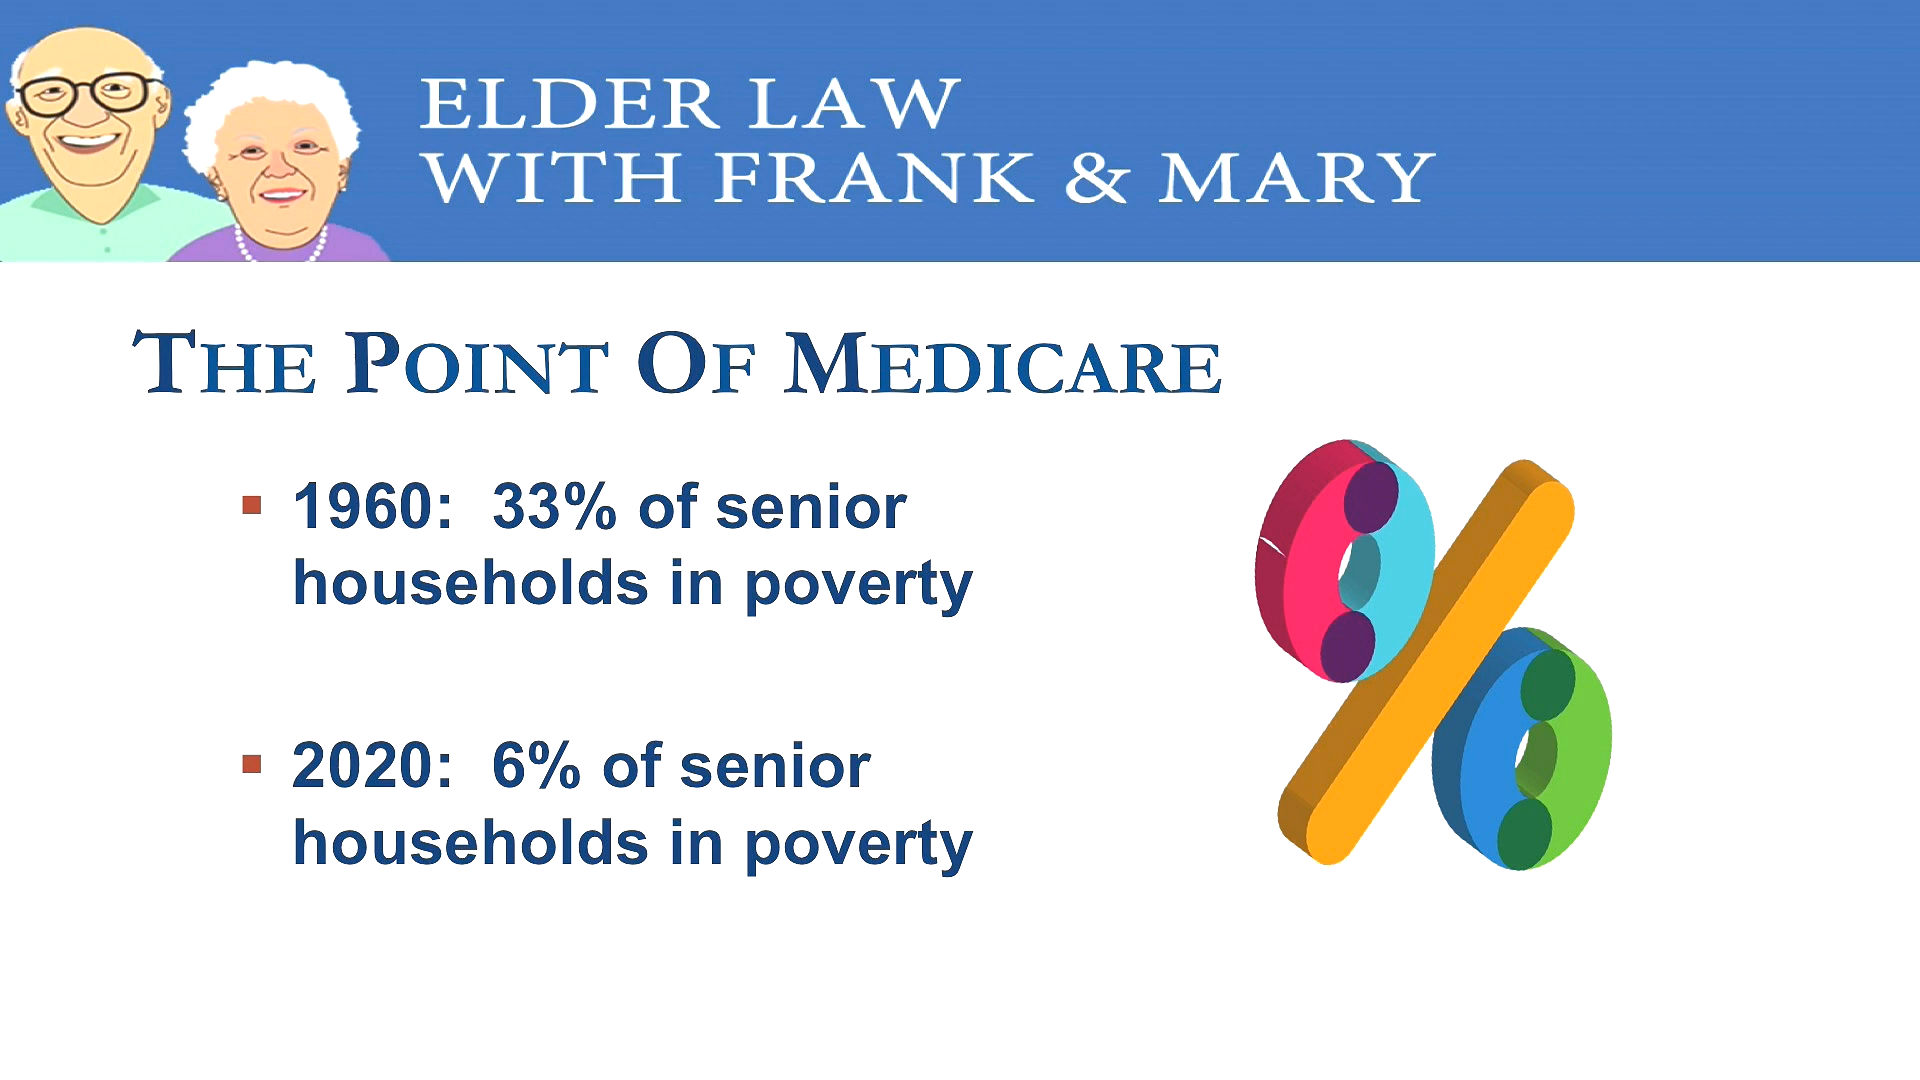 ELDER LAW
WITH FRANK & MARY
THE POINT OF MEDICARE
▪ 1960:  33% of senior
households in poverty
▪ 2020:  6% of senior
households in poverty
%